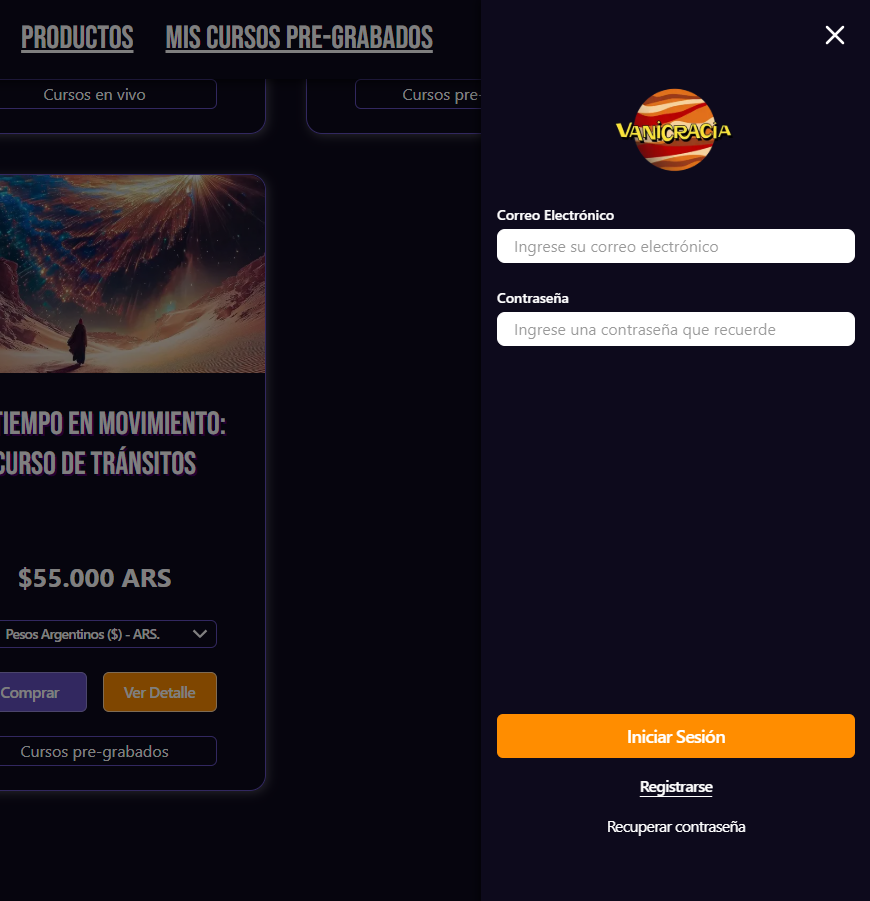 PRODUCTOS
MIS CURSOS PRE-GRABADOS
Cursos en vivo
Cursos pre-
TIEMPO EN MOVIMIENTO:
CURSO DE TRÁNSITOS
$55.000 ARS
Pesos Argentinos ($) - ARS.
Comprar
Ver Detalle
Cursos pre-grabados
VANICRACIA
Correo Electrónico
Ingrese su correo electrónico
Contraseña
Ingrese una contraseña que recuerde
Iniciar Sesión
Registrarse
Recuperar contraseña